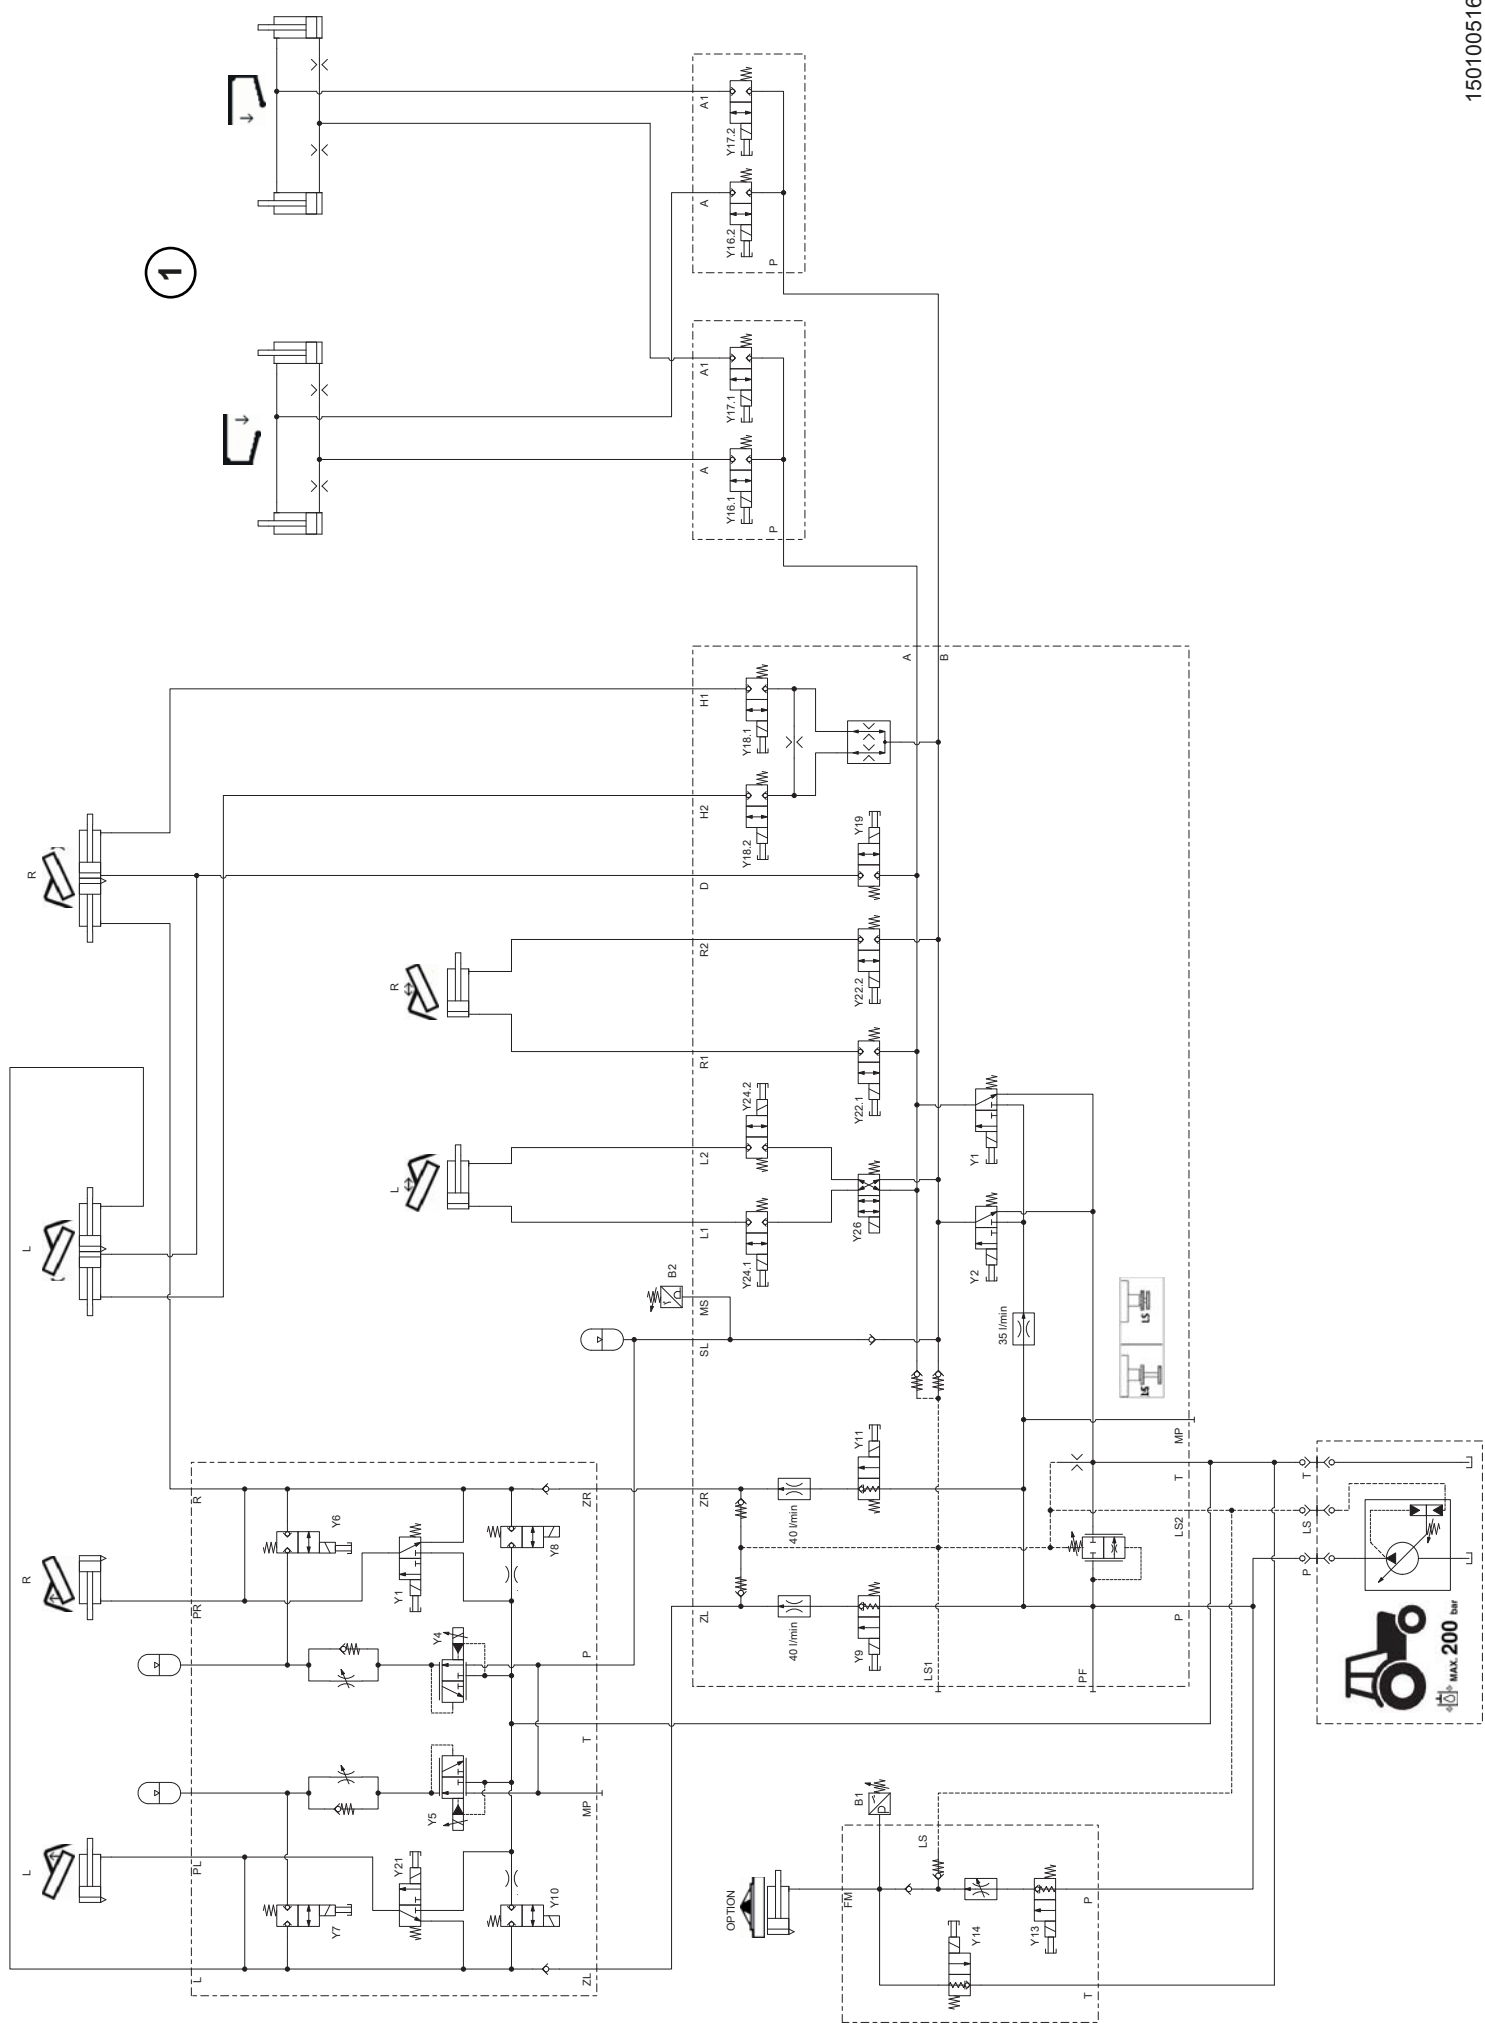 150100516
1
A1
Y17.2
A
Y16.2
P
A1
Y17.1
A
Y16.1
P
A
B
H1
Y18.1
R
H2
Y18.2
Y19
D
R
R2
Y22.2
R1
Y22.1
Y24.2
L
L2
Y1
L
L1
Y24.1
Y26
Y2
B2
MS
SL
35 l/min
LS
LS
R
ZR
ZR
Y6
Y8
Y11
40 l/min
MP
T
LS2
T
LS
P
R
PR
Y1
Y4
P
ZL
40 l/min
Y9
LS1
PF
P
MAX. 200 bar
T
MP
Y5
B1
L
PL
Y21
Y7
Y10
L
ZL
OPTION
FM
LS
P
Y14
Y13
T